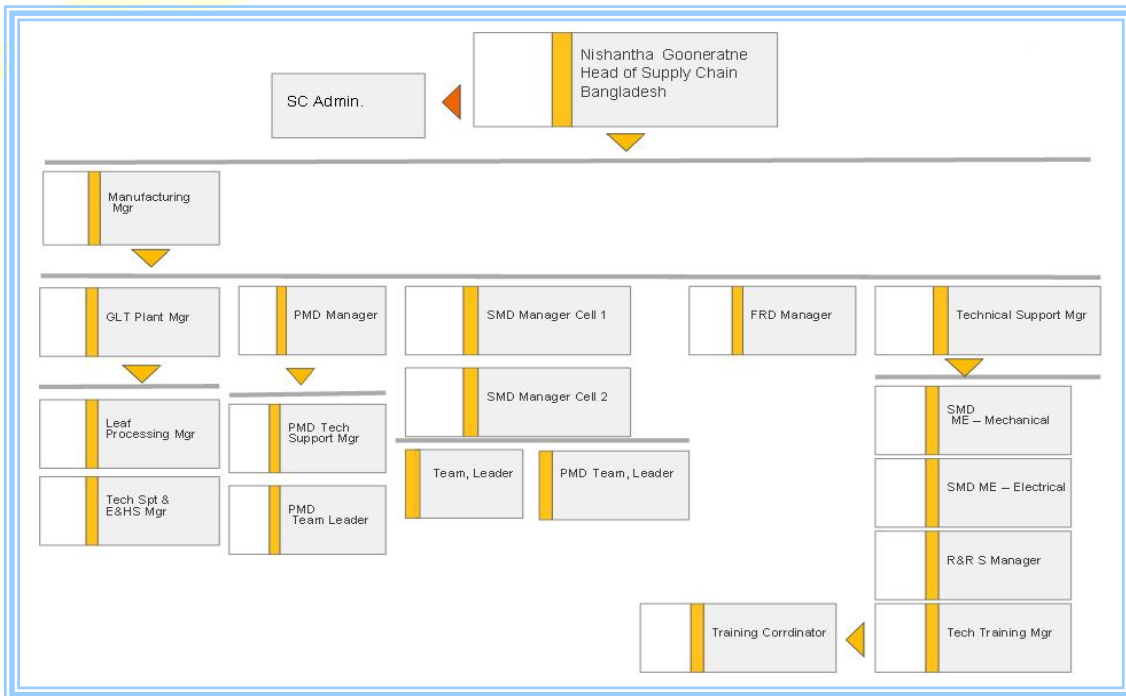 Nishantha Gooneratne
Head of Supply Chain
Bangladesh
SC Admin.
Manufacturing
Mgr
GLT Plant Mgr
PMD Manager
SMD Manager Cell 1
FRD Manager
Technical Support Mgr
SMD Manager Cell 2
Leaf
Processing Mgr
PMD Tech
Support Mgr
SMD
ME – Mechanical
Team, Leader
PMD Team, Leader
Tech Spt &
E&HS Mgr
PMD
Team Leader
SMD ME – Electrical
R&R S Manager
Training Corrdinator
Tech Training Mgr